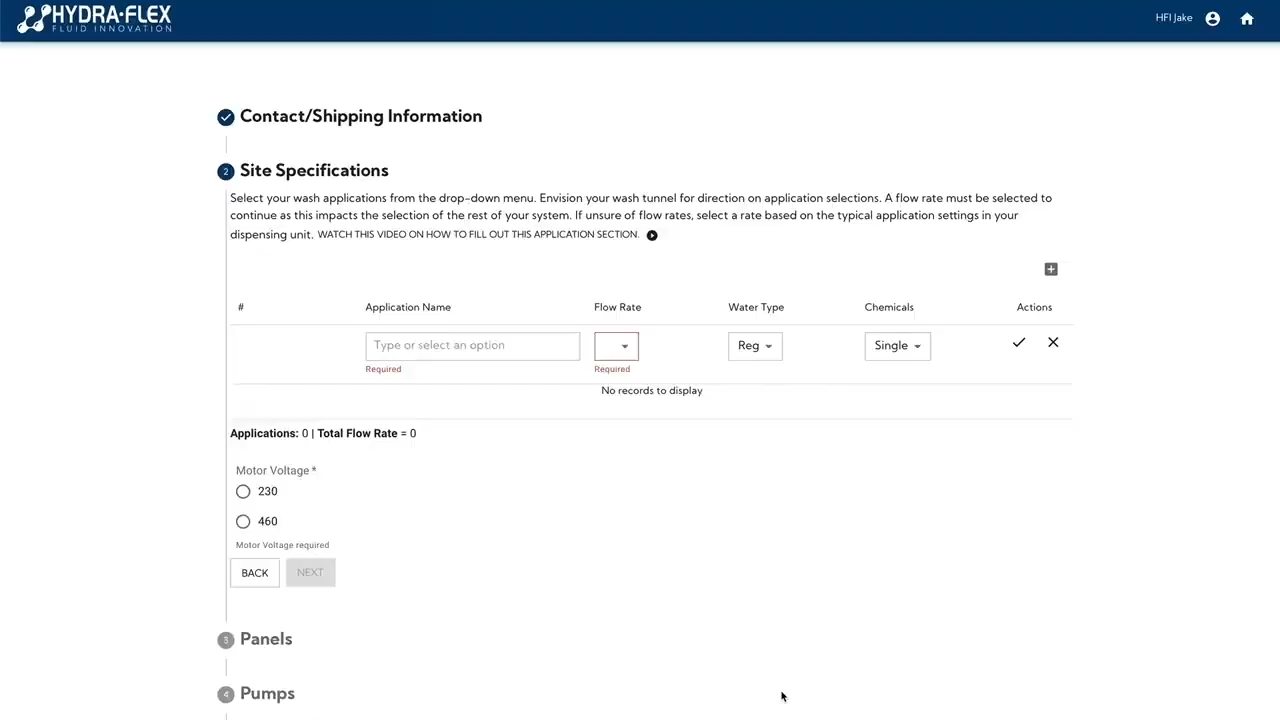 HYDRA-FLEX
FLUID INNOVATION
HFI Jake
Contact/Shipping Information
2 Site Specifications
Select your wash applications from the drop-down menu. Envision your wash tunnel for direction on application selections. A flow rate must be selected to
continue as this impacts the selection of the rest of your system. If unsure of flow rates, select a rate based on the typical application settings in your
dispensing unit. WATCH THIS VIDEO ON HOW TO FILL OUT THIS APPLICATION SECTION.
# Application Name Flow Rate Water Type Chemicals Actions
Type or select an option Reg Single
Required Required
No records to display
Applications: 0 | Total Flow Rate = 0
Motor Voltage *
230
460
Motor Voltage required
BACK NEXT
3 Panels
4 Pumps